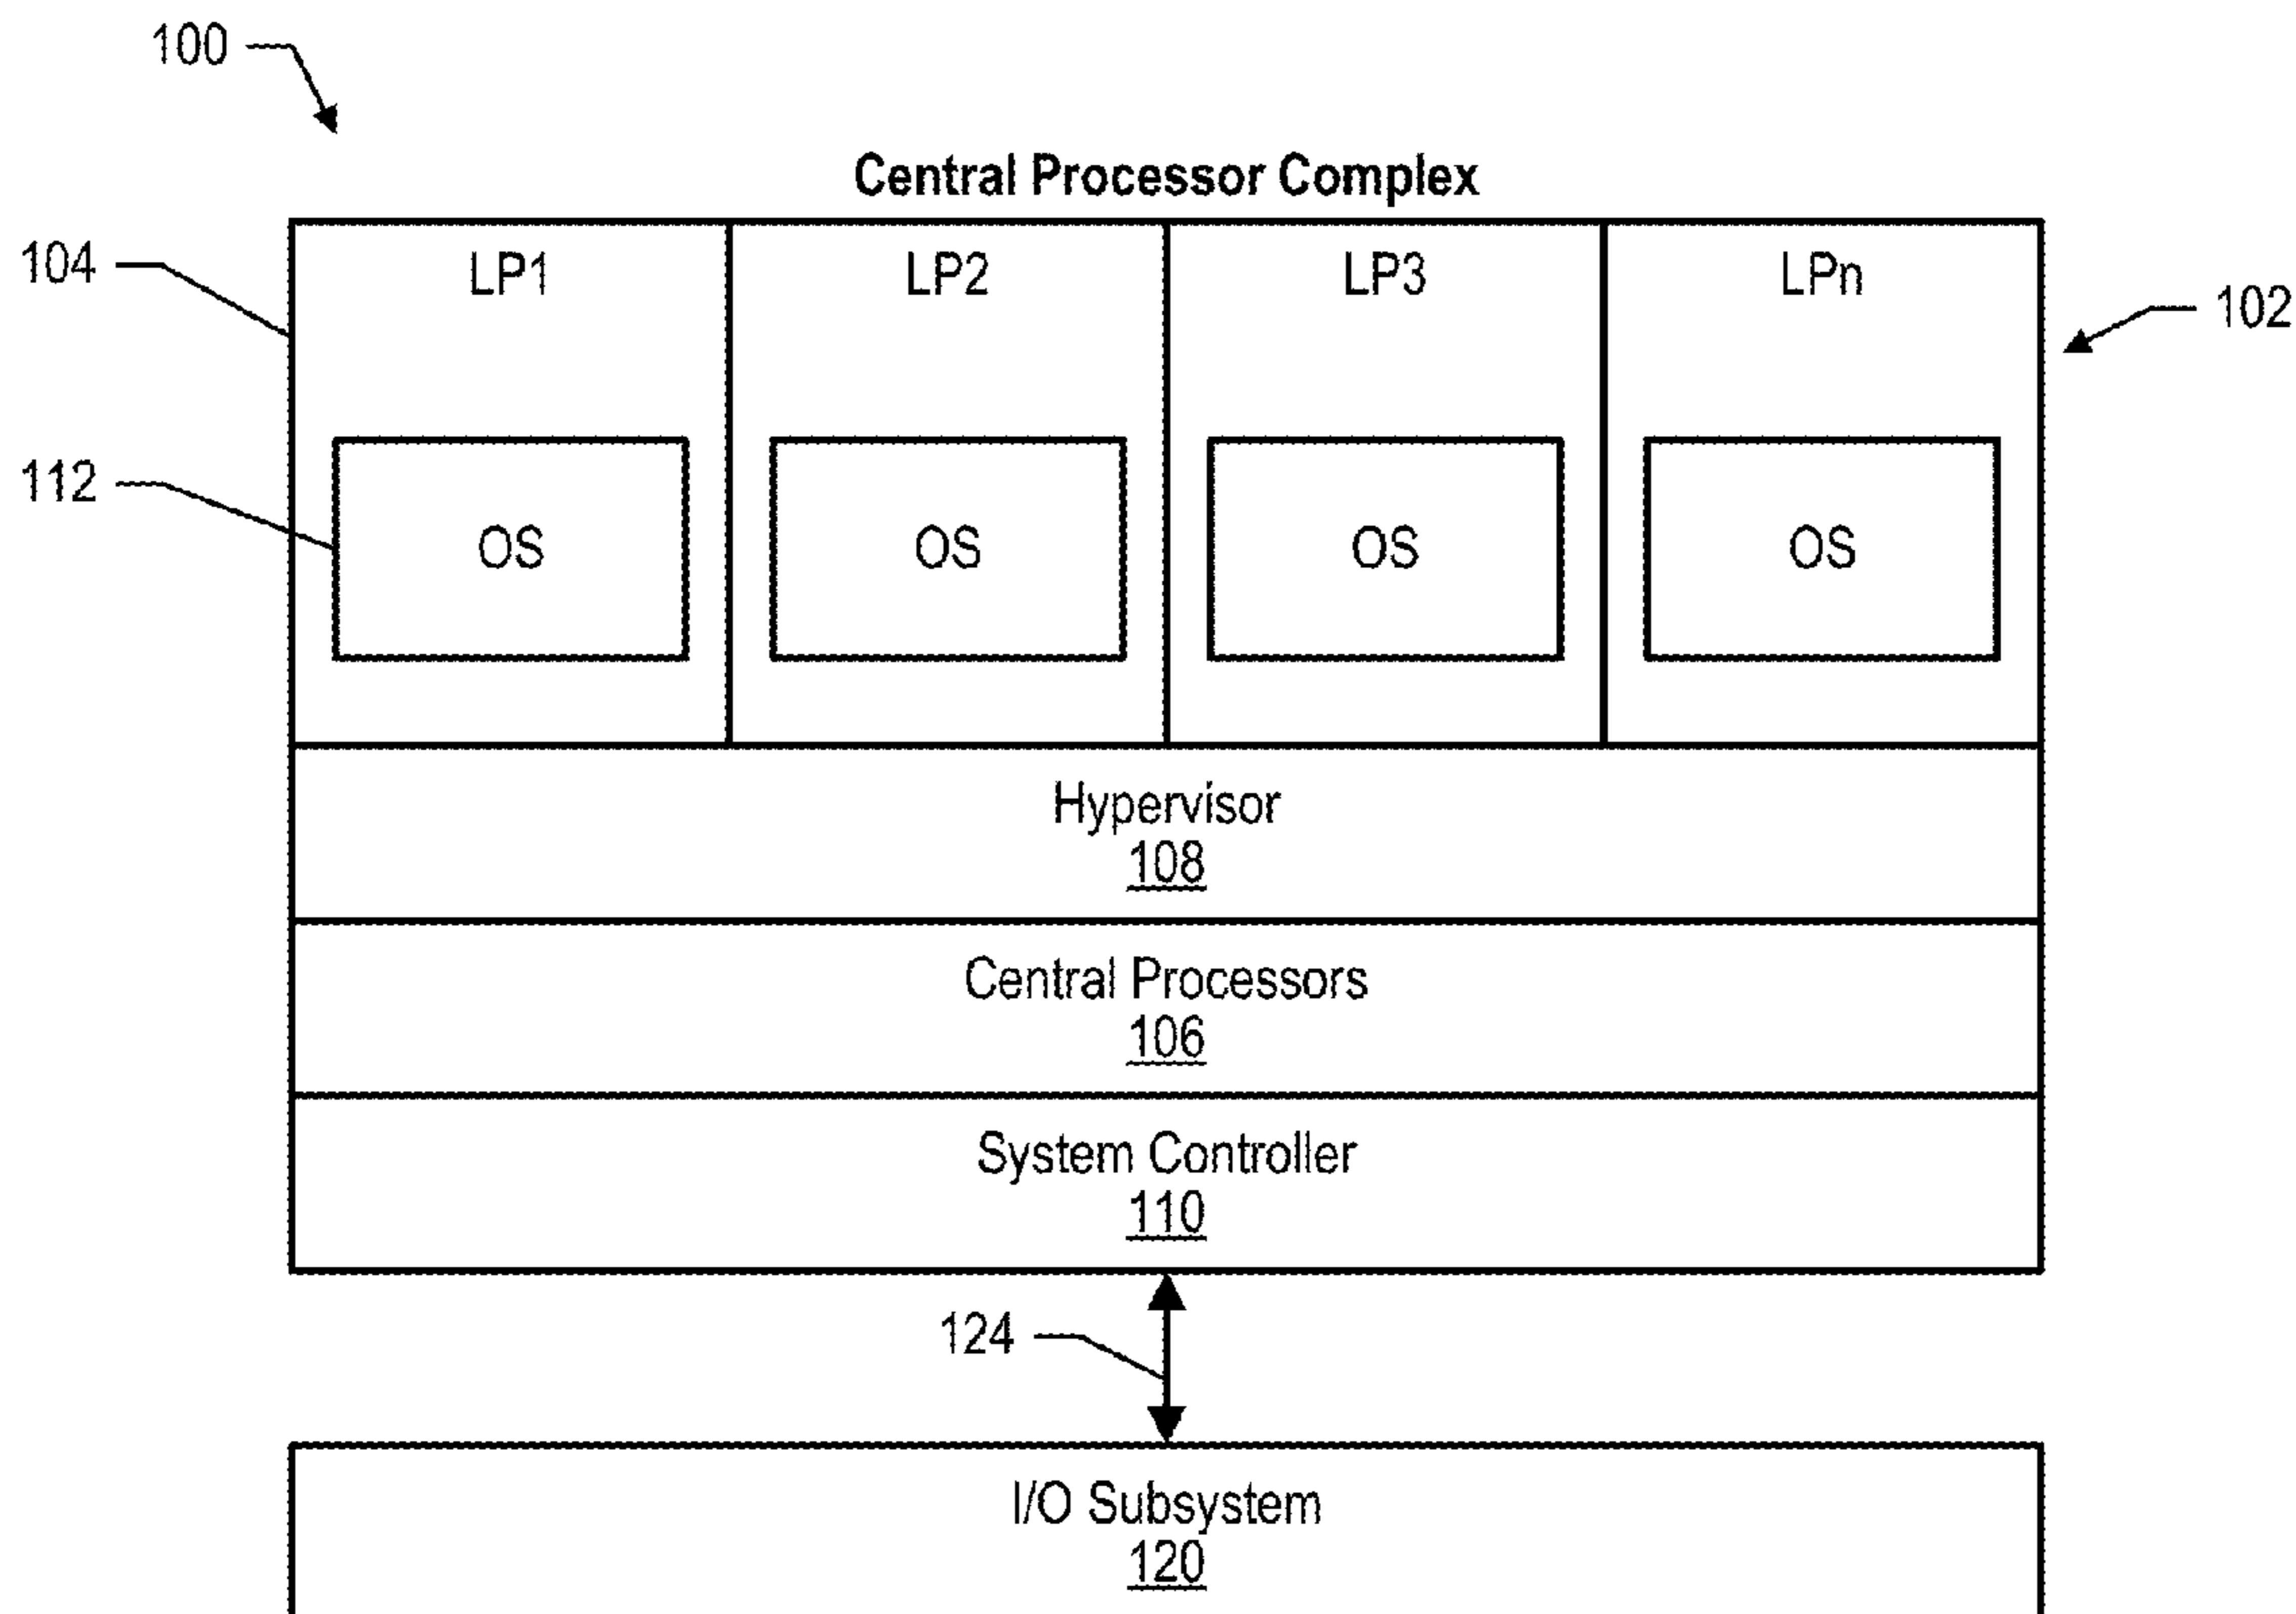 100
Central Processor Complex
104
LP1
LP2
LP3
LPn
102
112
OS
OS
OS
OS
Hypervisor
108
Central Processors
106
System Controller
110
124
I/O Subsystem
120